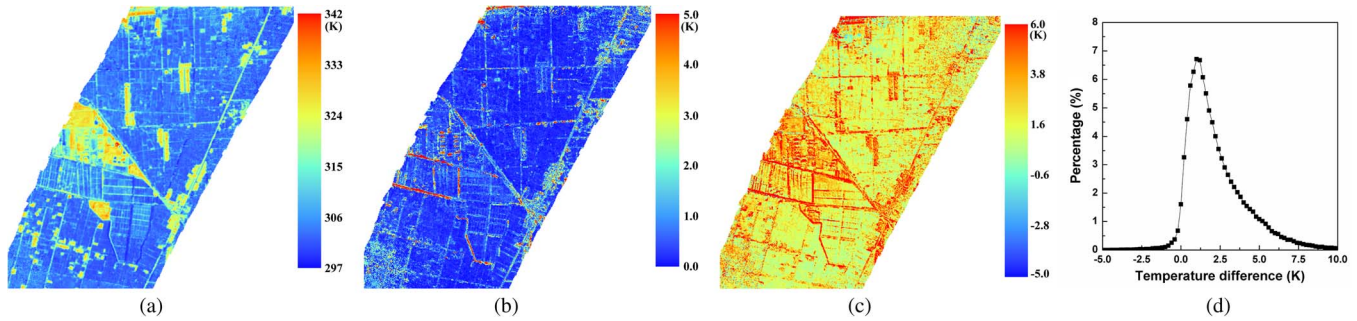 342
(K)
333
324
315
306
297
(a)
5.0
(K)
4.0
3.0
2.0
1.0
0.0
(b)
6.0
(K)
3.8
1.6
-0.6
-2.8
-5.0
(c)
8
7
6
5
4
3
2
1
0
Percentage (%)
-5.0 -2.5 0.0 2.5 5.0 7.5 10.0
Temperature difference (K)
(d)